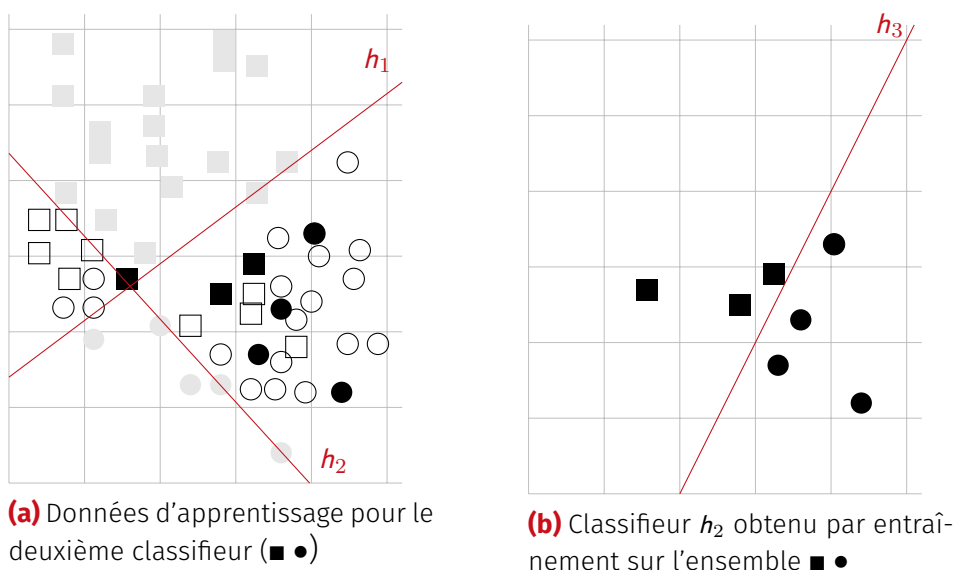 h₁
h₂
h₃
(a) Données d'apprentissage pour le
deuxième classifieur (■ ●)
(b) Classifieur h₂ obtenu par entraî-
nement sur l'ensemble ■ ●